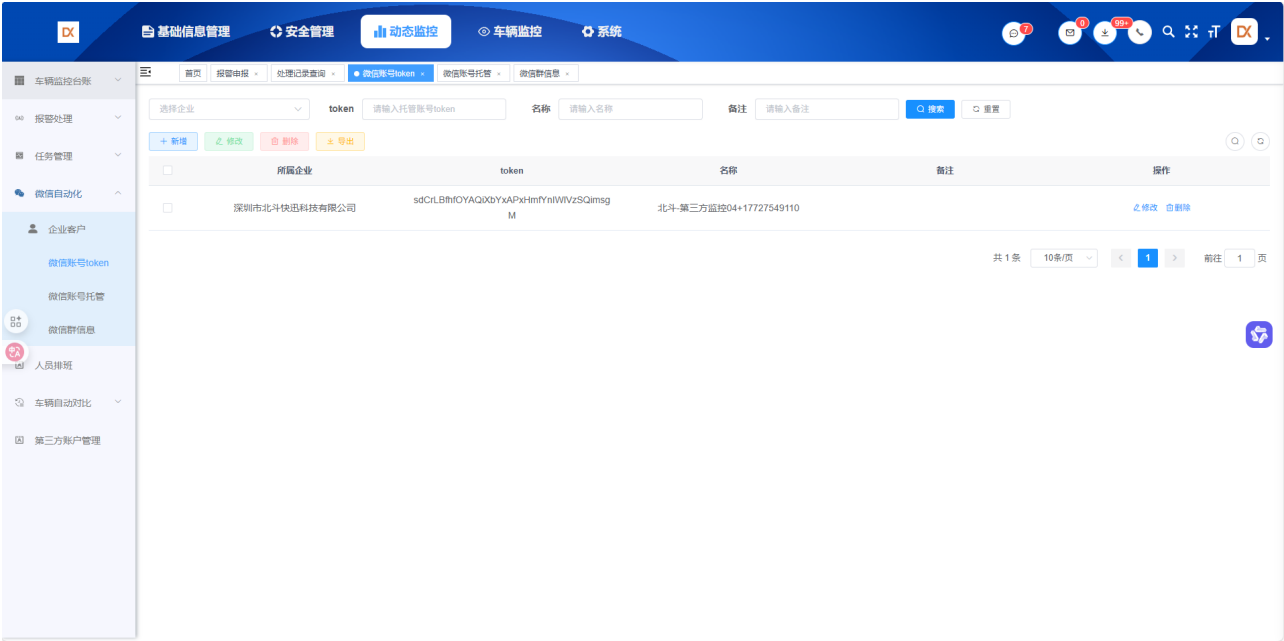 DX 基础信息管理 安全管理 动态监控 车辆监控 系统 7 0 99+ DX
车辆监控台账
报警处理
任务管理
微信自动化
企业客户
微信账号token
微信账号托管
微信群信息
人员排班
车辆自动对比
第三方账户管理
首页 报警申报 × 处理记录查询 × 微信账号token × 微信账号托管 × 微信群信息 ×
选择企业 token 请输入托管账号token 名称 请输入名称 备注 请输入备注 搜索 重置
+ 新增 修改 删除 导出
所属企业 token 名称 备注 操作
深圳市北斗快迅科技有限公司 sdCrLBfhfOYAQiXbYxAPxHmfYnIWIVzSQimsg
M 北斗-第三方监控04+17727549110 修改 删除
共 1 条 10条/页 < 1 > 前往 1 页